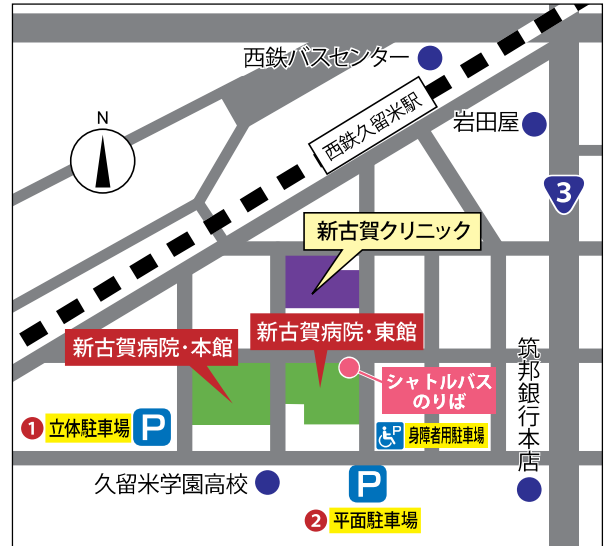 西鉄バスセンター
西鉄久留米駅
岩田屋
N
3
新古賀クリニック
新古賀病院・東館
新古賀病院・本館
シャトルバス
のりば
筑邦銀行本店
1 立体駐車場 P
P 身障者用駐車場
久留米学園高校
P
2 平面駐車場